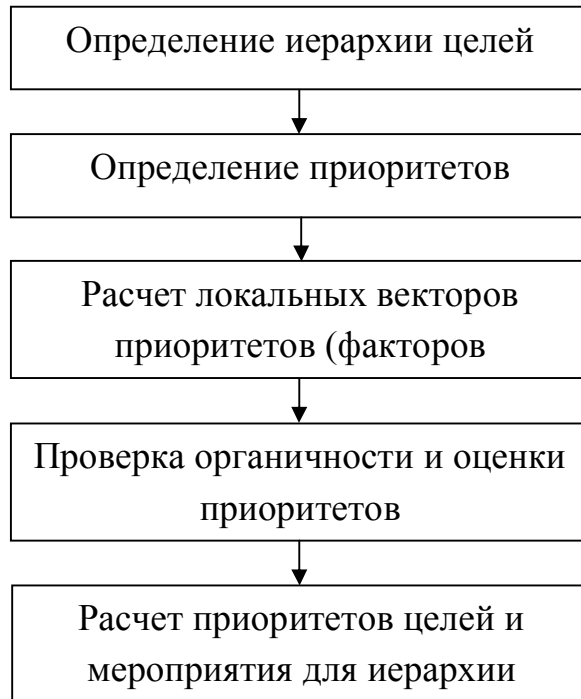 Определение иерархии целей
Определение приоритетов
Расчет локальных векторов
приоритетов (факторов
Проверка органичности и оценки
приоритетов
Расчет приоритетов целей и
мероприятия для иерархии